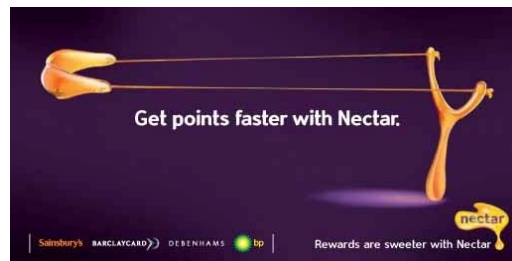 Get points faster with Nectar.
nectar
Sainsbury's BARCLAYCARD DEBENHAMS bp
Rewards are sweeter with Nectar